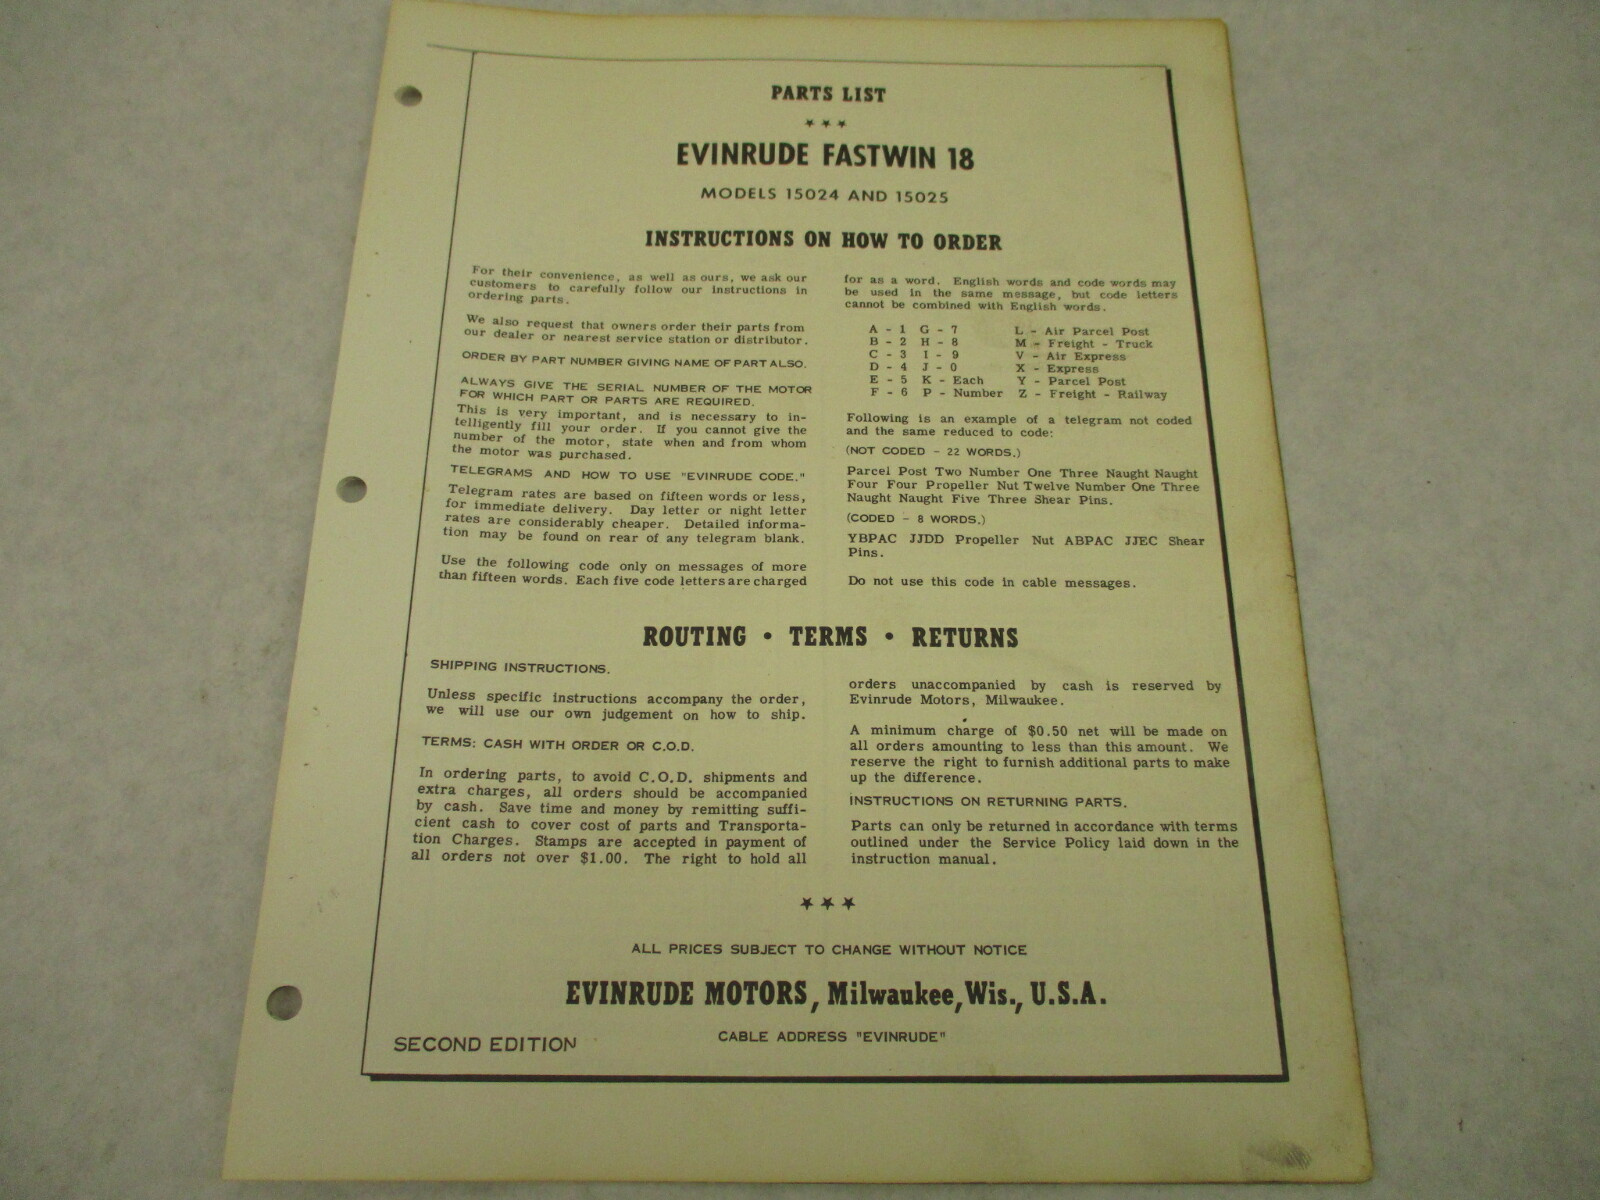 PARTS LIST
★ ★ ★
EVINRUDE FASTWIN 18
MODELS 15024 AND 15025
INSTRUCTIONS ON HOW TO ORDER
For their convenience, as well as ours, we ask our
customers to carefully follow our instructions in
ordering parts.
We also request that owners order their parts from
our dealer or nearest service station or distributor.
ORDER BY PART NUMBER GIVING NAME OF PART ALSO.
ALWAYS GIVE THE SERIAL NUMBER OF THE MOTOR
FOR WHICH PART OR PARTS ARE REQUIRED.
This is very important, and is necessary to in-
telligently fill your order. If you cannot give the
number of the motor, state when and from whom
the motor was purchased.
TELEGRAMS AND HOW TO USE "EVINRUDE CODE."
Telegram rates are based on fifteen words or less,
for immediate delivery. Day letter or night letter
rates are considerably cheaper. Detailed informa-
tion may be found on rear of any telegram blank.
Use the following code only on messages of more
than fifteen words. Each five code letters are charged
for as a word. English words and code words may
be used in the same message, but code letters
cannot be combined with English words.
A - 1 G - 7 L - Air Parcel Post
B - 2 H - 8 M - Freight - Truck
C - 3 I - 9 V - Air Express
D - 4 J - 0 X - Express
E - 5 K - Each Y - Parcel Post
F - 6 P - Number Z - Freight - Railway
Following is an example of a telegram not coded
and the same reduced to code:
(NOT CODED - 22 WORDS.)
Parcel Post Two Number One Three Naught Naught
Four Four Propeller Nut Twelve Number One Three
Naught Naught Five Three Shear Pins.
(CODED - 8 WORDS.)
YBPAC JJDD Propeller Nut ABPAC JJEC Shear
Pins.
Do not use this code in cable messages.
ROUTING • TERMS • RETURNS
SHIPPING INSTRUCTIONS.
Unless specific instructions accompany the order,
we will use our own judgement on how to ship.
TERMS: CASH WITH ORDER OR C.O.D.
In ordering parts, to avoid C.O.D. shipments and
extra charges, all orders should be accompanied
by cash. Save time and money by remitting suffi-
cient cash to cover cost of parts and Transporta-
tion Charges. Stamps are accepted in payment of
all orders not over $1.00. The right to hold all
orders unaccompanied by cash is reserved by
Evinrude Motors, Milwaukee.
A minimum charge of $0.50 net will be made on
all orders amounting to less than this amount. We
reserve the right to furnish additional parts to make
up the difference.
INSTRUCTIONS ON RETURNING PARTS.
Parts can only be returned in accordance with terms
outlined under the Service Policy laid down in the
instruction manual.
★ ★ ★
ALL PRICES SUBJECT TO CHANGE WITHOUT NOTICE
EVINRUDE MOTORS, Milwaukee, Wis., U.S.A.
CABLE ADDRESS "EVINRUDE"
SECOND EDITION